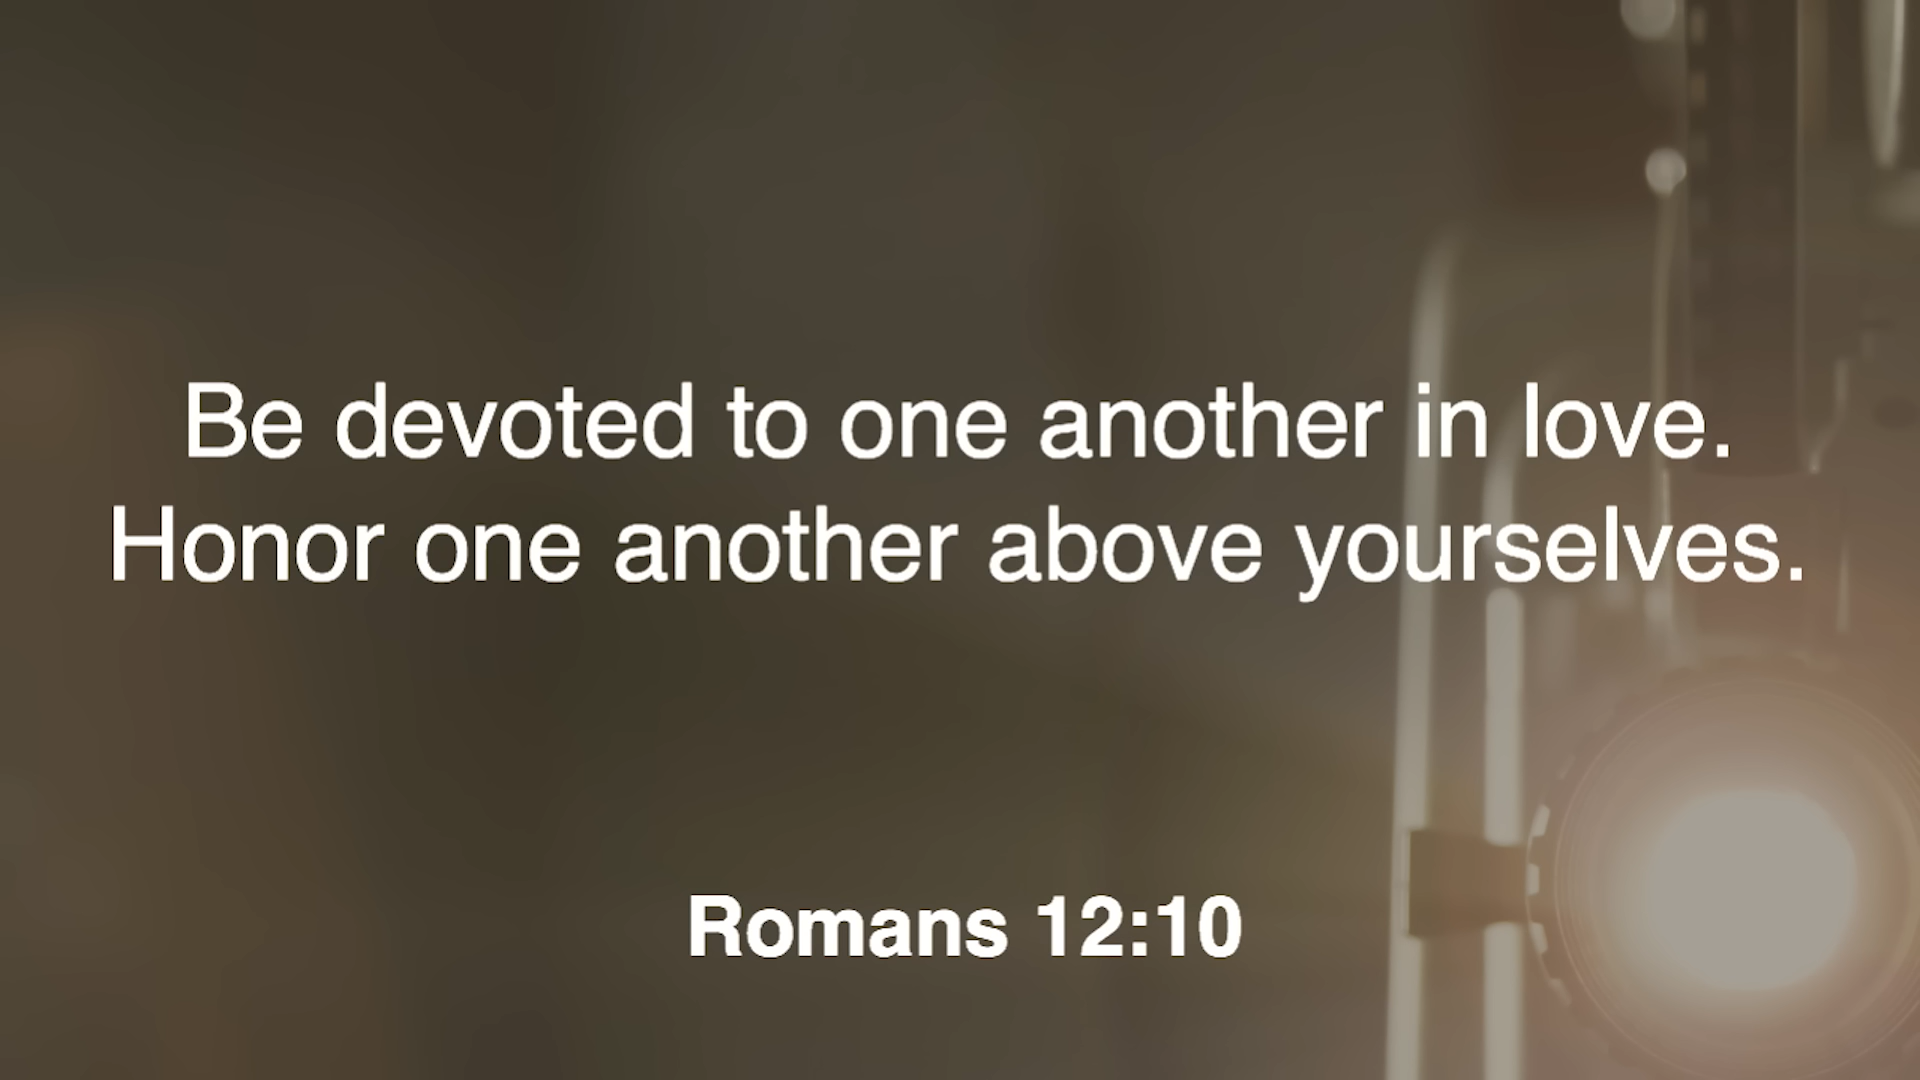 Be devoted to one another in love.
Honor one another above yourselves.
Romans 12:10